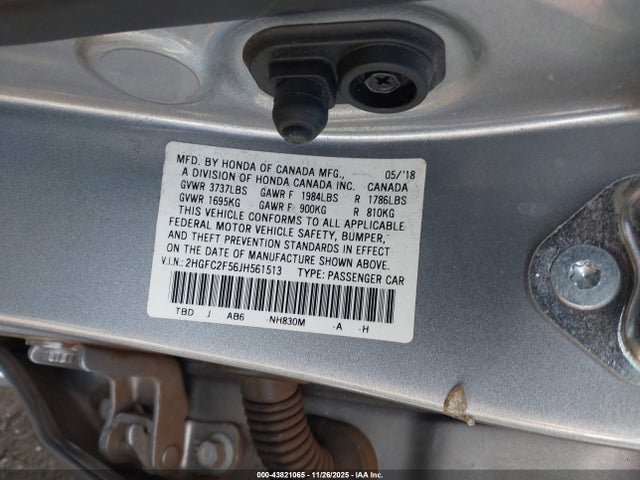 MFD. BY HONDA OF CANADA MFG., 05/'18
A DIVISION OF HONDA CANADA INC. CANADA
GVWR 3737LBS GAWR F 1984LBS R 1786LBS
GVWR 1695KG GAWR F 900KG R 810KG
THIS VEHICLE CONFORMS TO ALL APPLICABLE
FEDERAL MOTOR VEHICLE SAFETY, BUMPER,
AND THEFT PREVENTION STANDARDS IN EFFECT
ON THE DATE OF MANUFACTURE SHOWN ABOVE.
V.I.N.: 2HGFC2F56JH561513 TYPE: PASSENGER CAR
TBD J AB6 -NH830M -A -H
000-43821065 - 11/26/2025 - IAAI.COM